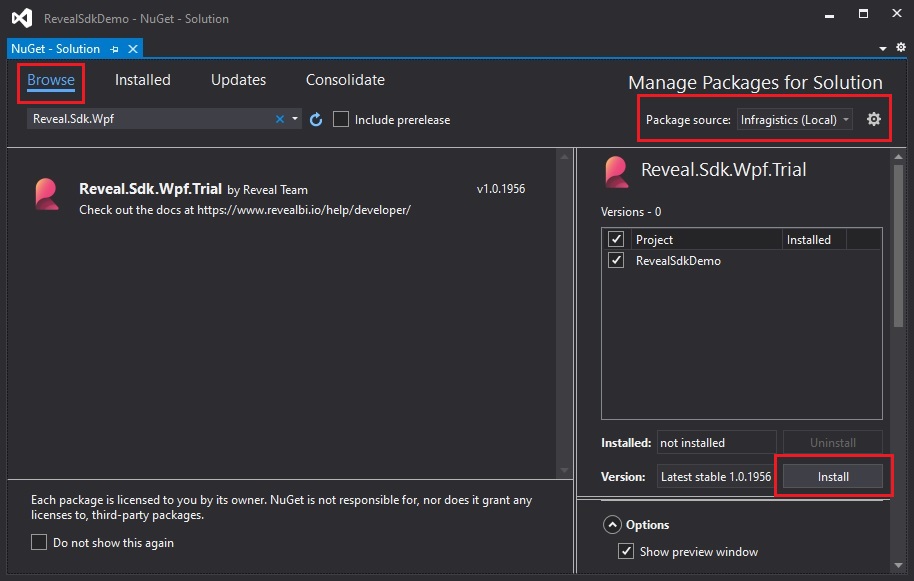 RevealSdkDemo - NuGet - Solution
NuGet - Solution
Browse Installed Updates Consolidate
Manage Packages for Solution
Reveal.Sdk.Wpf
Include prerelease
Package source: Infragistics (Local)
Reveal.Sdk.Wpf.Trial by Reveal Team
v1.0.1956
Check out the docs at https://www.revealbi.io/help/developer/
Reveal.Sdk.Wpf.Trial
Versions - 0
Project Installed
RevealSdkDemo
Installed: not installed Uninstall
Version: Latest stable 1.0.1956 Install
Each package is licensed to you by its owner. NuGet is not responsible for, nor does it grant any
licenses to, third-party packages.
Do not show this again
Options
Show preview window